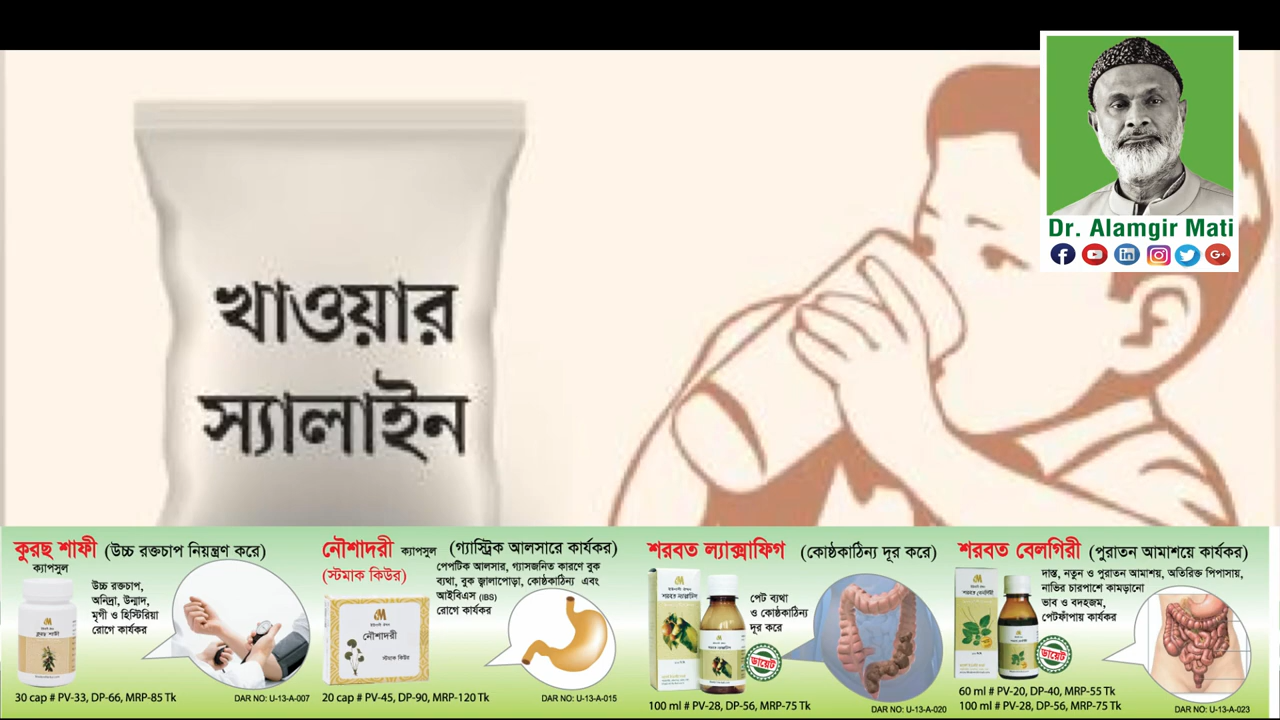 খাওয়ার
স্যালাইন
Dr. Alamgir Mati
কুরছ শাফী (উচ্চ রক্তচাপ নিয়ন্ত্রণ করে)
ক্যাপসুল
উচ্চ রক্তচাপ,
অনিদ্রা, উন্মাদ,
মৃগী ও হিস্টিরিয়া
রোগে কার্যকর
কুরছ শাফী
30 cap # PV-33, DP-66, MRP-85 Tk
DAR NO: U-13-A-007
নৌশাদরী ক্যাপসুল (গ্যাস্ট্রিক আলসারে কার্যকর)
(স্টমাক কিউর)
পেপটিক আলসার, গ্যাসজনিত কারণে বুক
ব্যথা, বুক জ্বালাপোড়া, কোষ্ঠকাঠিন্য এবং
আইবিএস (IBS)
রোগে কার্যকর
নৌশাদরী
স্টমাক কিউর
20 cap # PV-45, DP-90, MRP-120 Tk
DAR NO: U-13-A-015
শরবত ল্যাক্সাফিগ (কোষ্ঠকাঠিন্য দূর করে)
পেট ব্যথা
ও কোষ্ঠকাঠিন্য
দূর করে
ডায়েট
100 ml # PV-28, DP-56, MRP-75 Tk
DAR NO: U-13-A-020
শরবত বেলগিরী (পুরাতন আমাশয়ে কার্যকর)
দাস্ত, নতুন ও পুরাতন আমাশয়, অতিরিক্ত পিপাসায়,
নাভির চারপাশে কামড়ানো
ভাব ও বদহজম,
পেটফাঁপায় কার্যকর
ডায়েট
60 ml # PV-20, DP-40, MRP-55 Tk
100 ml # PV-28, DP-56, MRP-75 Tk
DAR NO: U-13-A-023